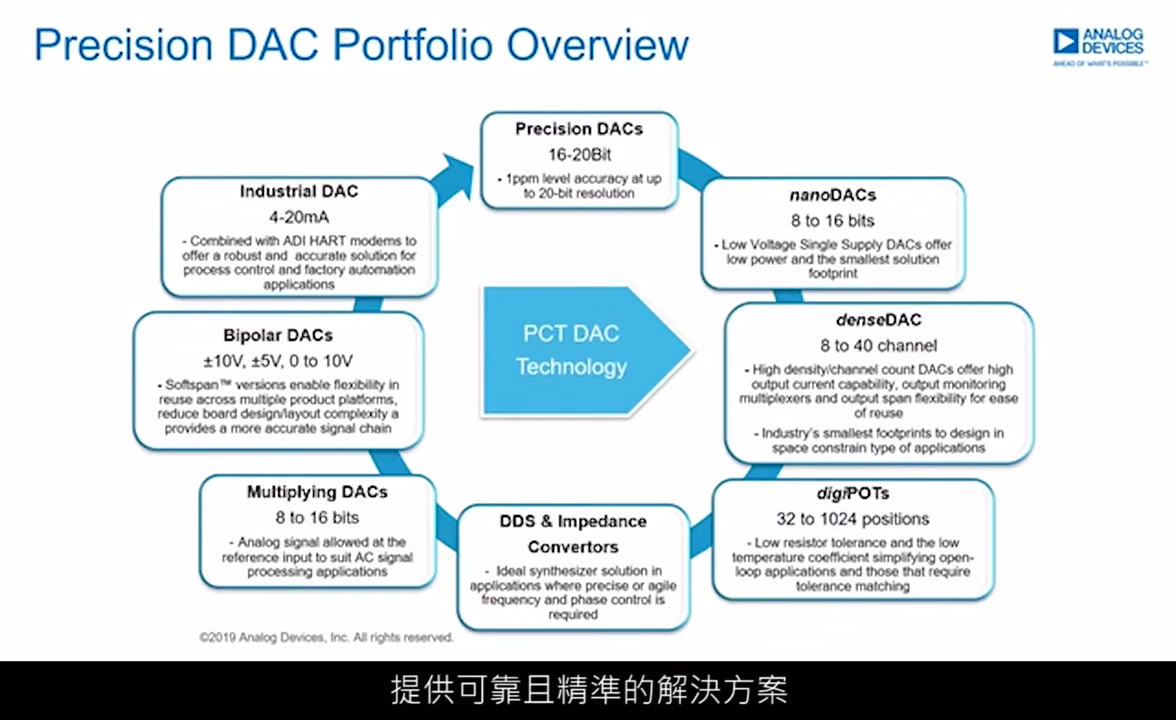 Precision DAC Portfolio Overview
ANALOG
DEVICES
AHEAD OF WHAT'S POSSIBLE™
Precision DACs
16-20Bit
- 1ppm level accuracy at up
to 20-bit resolution
nanoDACs
8 to 16 bits
- Low Voltage Single Supply DACs offer
low power and the smallest solution
footprint
denseDAC
8 to 40 channel
- High density/channel count DACs offer high
output current capability, output monitoring
multiplexers and output span flexibility for ease
of reuse
- Industry's smallest footprints to design in
space constrain type of applications
digiPOTs
32 to 1024 positions
- Low resistor tolerance and the low
temperature coefficient simplifying open-
loop applications and those that require
tolerance matching
DDS & Impedance
Convertors
- Ideal synthesizer solution in
applications where precise or agile
frequency and phase control is
required
Multiplying DACs
8 to 16 bits
- Analog signal allowed at the
reference input to suit AC signal
processing applications
Bipolar DACs
±10V, ±5V, 0 to 10V
- Softspan™ versions enable flexibility in
reuse across multiple product platforms,
reduce board design/layout complexity a
provides a more accurate signal chain
Industrial DAC
4-20mA
- Combined with ADI HART modems to
offer a robust and accurate solution for
process control and factory automation
applications
PCT DAC
Technology
©2019 Analog Devices, Inc. All rights reserved.
提供可靠且精準的解決方案